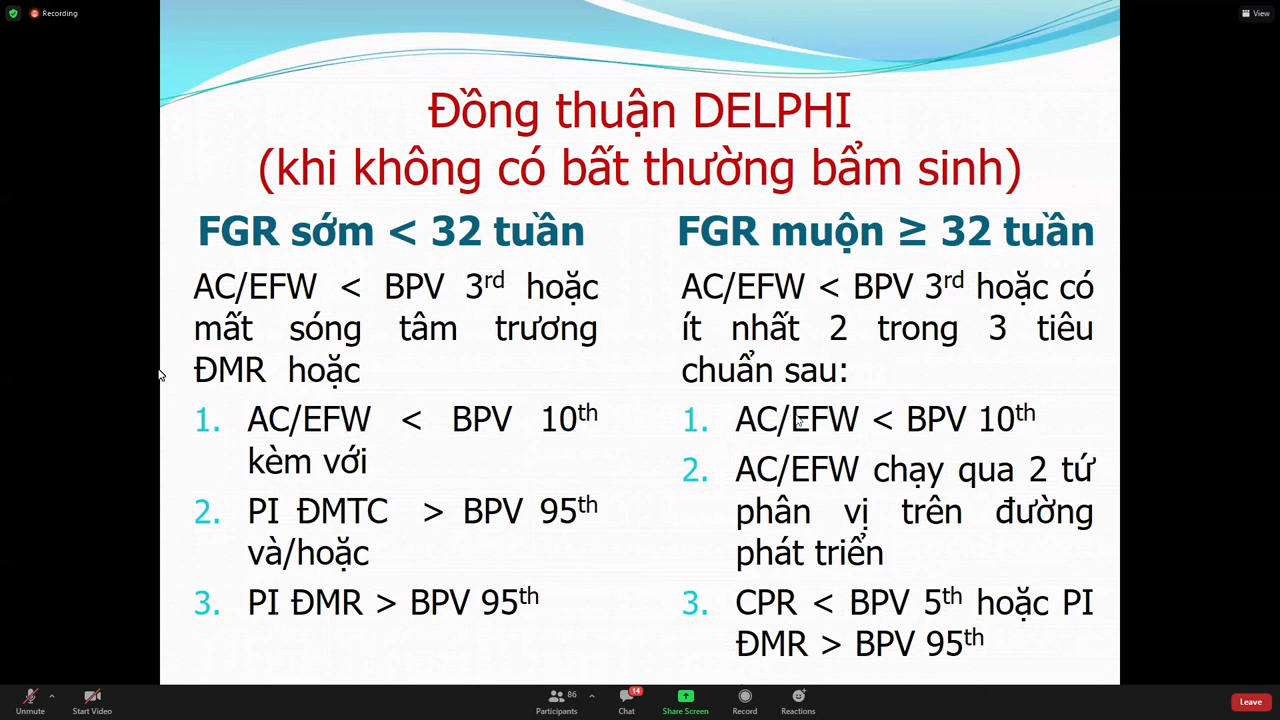 Recording
View
Đồng thuận DELPHI
(khi không có bất thường bẩm sinh)
FGR sớm < 32 tuần
AC/EFW < BPV 3rd hoặc
mất sóng tâm trương
ĐMR hoặc
1. AC/EFW < BPV 10th
kèm với
2. PI ĐMTC > BPV 95th
và/hoặc
3. PI ĐMR > BPV 95th
FGR muộn ≥ 32 tuần
AC/EFW < BPV 3rd hoặc có
ít nhất 2 trong 3 tiêu
chuẩn sau:
1. AC/EFW < BPV 10th
2. AC/EFW chạy qua 2 tứ
phân vị trên đường
phát triển
3. CPR < BPV 5th hoặc PI
ĐMR > BPV 95th
Unmute
Start Video
86
Participants
14
Chat
Share Screen
Record
Reactions
Leave